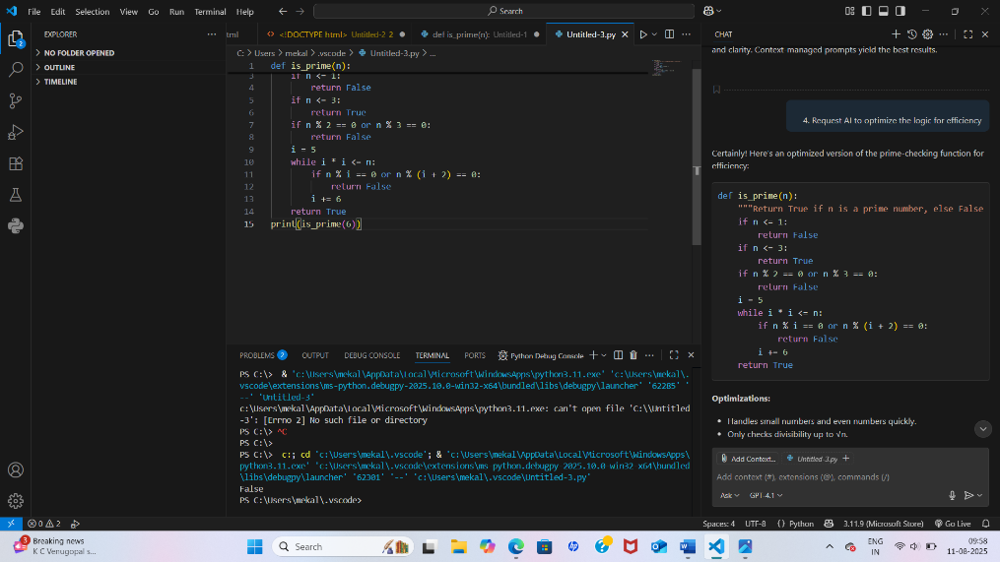 File Edit Selection View Go Run Terminal Help
Search
EXPLORER
NO FOLDER OPENED
OUTLINE
TIMELINE
html <!DOCTYPE html> Untitled-2 2 def is_prime(n): Untitled-1 Untitled-3.py
C: > Users > mekal > .vscode > Untitled-3.py > ...
1 def is_prime(n):
3 if n <= 1:
4 return False
5 if n <= 3:
6 return True
7 if n % 2 == 0 or n % 3 == 0:
8 return False
9 i = 5
10 while i * i <= n:
11 if n % i == 0 or n % (i + 2) == 0:
12 return False
13 i += 6
14 return True
15 print(is_prime(6))
PROBLEMS 2 OUTPUT DEBUG CONSOLE TERMINAL PORTS Python Debug Console
PS C:\> & 'c:\Users\mekal\AppData\Local\Microsoft\WindowsApps\python3.11.exe' 'c:\Users\mekal\.
vscode\extensions\ms-python.debugpy-2025.10.0-win32-x64\bundled\libs\debugpy\launcher' '62285' '
--' 'Untitled-3'
c:\Users\mekal\AppData\Local\Microsoft\WindowsApps\python3.11.exe: can't open file 'C:\\Untitled
-3': [Errno 2] No such file or directory
PS C:\> ^C
PS C:\>
PS C:\> c:; cd 'c:\Users\mekal\.vscode'; & 'c:\Users\mekal\AppData\Local\Microsoft\WindowsApps\
python3.11.exe' 'c:\Users\mekal\.vscode\extensions\ms-python.debugpy-2025.10.0-win32-x64\bundled
\libs\debugpy\launcher' '62301' '--' 'c:\Users\mekal\.vscode\Untitled-3.py'
False
PS C:\Users\mekal\.vscode>
CHAT
and clarity. Context-managed prompts yield the best results.
4. Request AI to optimize the logic for efficiency
Certainly! Here's an optimized version of the prime-checking function for
efficiency:
def is_prime(n):
"""Return True if n is a prime number, else False
if n <= 1:
return False
if n <= 3:
return True
if n % 2 == 0 or n % 3 == 0:
return False
i = 5
while i * i <= n:
if n % i == 0 or n % (i + 2) == 0:
return False
i += 6
return True
Optimizations:
• Handles small numbers and even numbers quickly.
• Only checks divisibility up to √n.
Add Context... Untitled-3.py +
Add context (#), extensions (@), commands (/)
Ask GPT-4.1
0 2 Spaces: 4 UTF-8 {} Python 3.11.9 (Microsoft Store) Go Live
2
3
Breaking news
K C Venugopal s...
Search
ENG
IN
09:58
11-08-2025